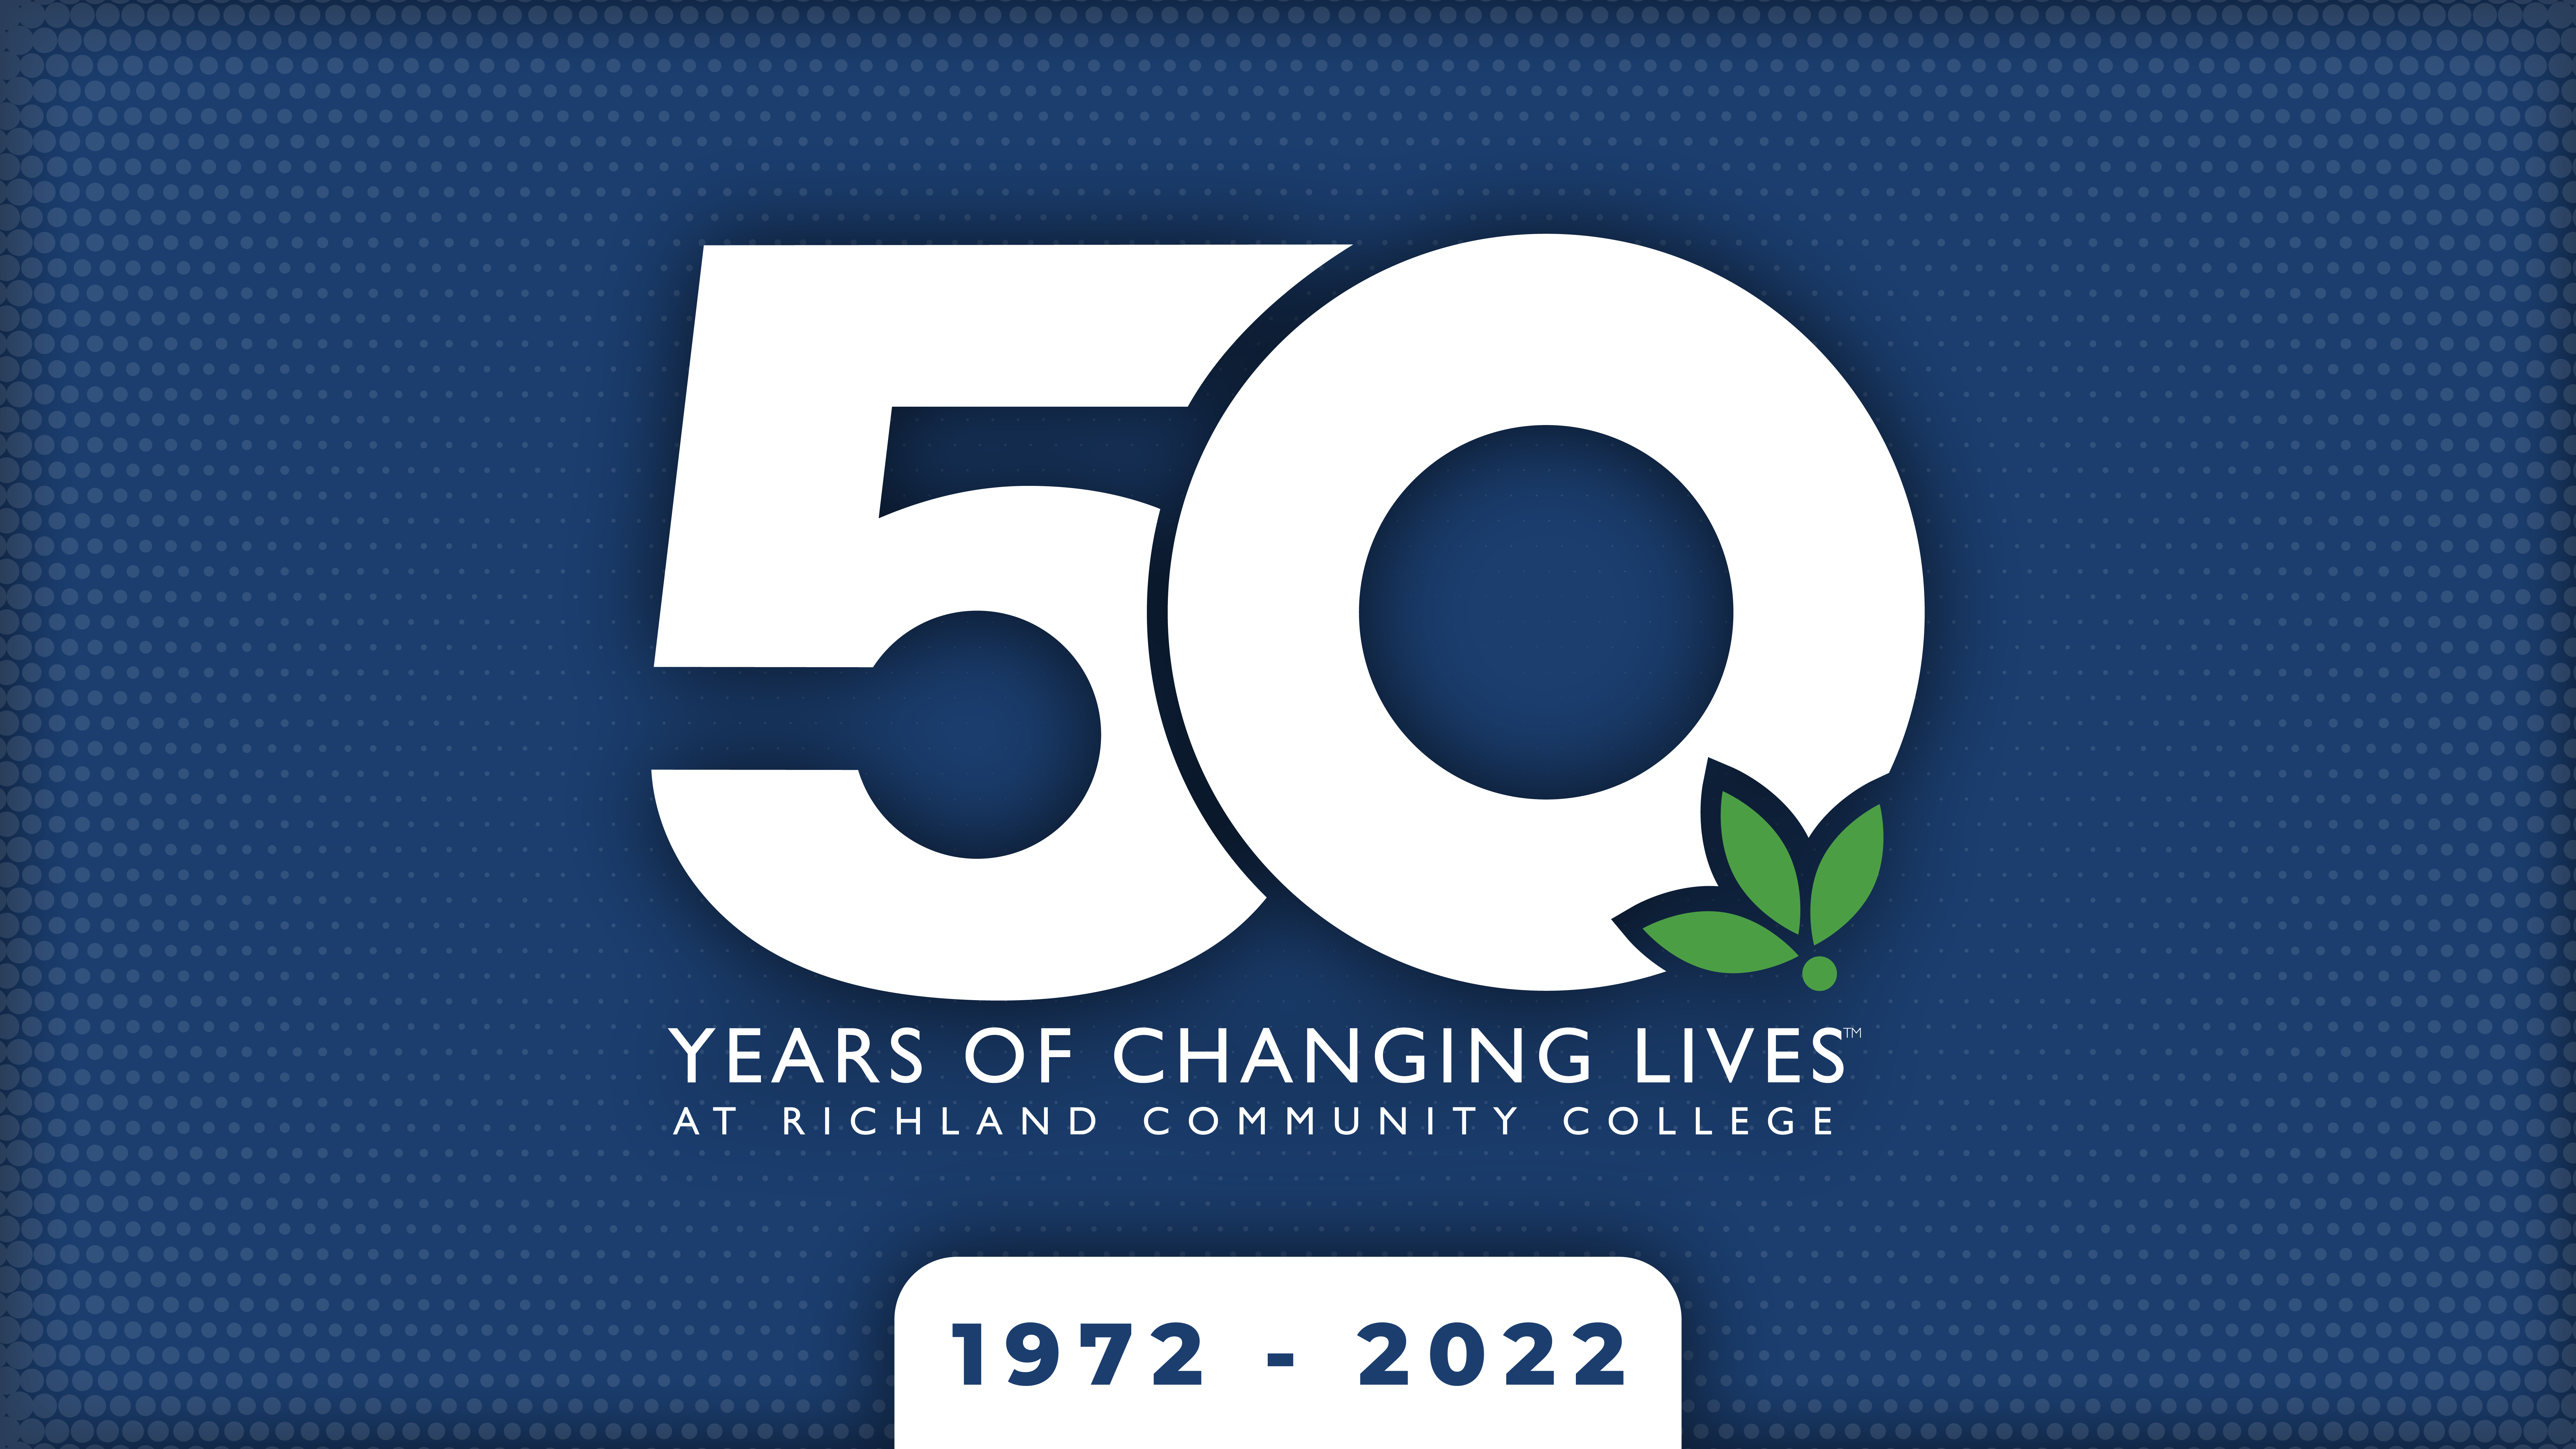 50
YEARS OF CHANGING LIVES™
AT RICHLAND COMMUNITY COLLEGE
1972 - 2022